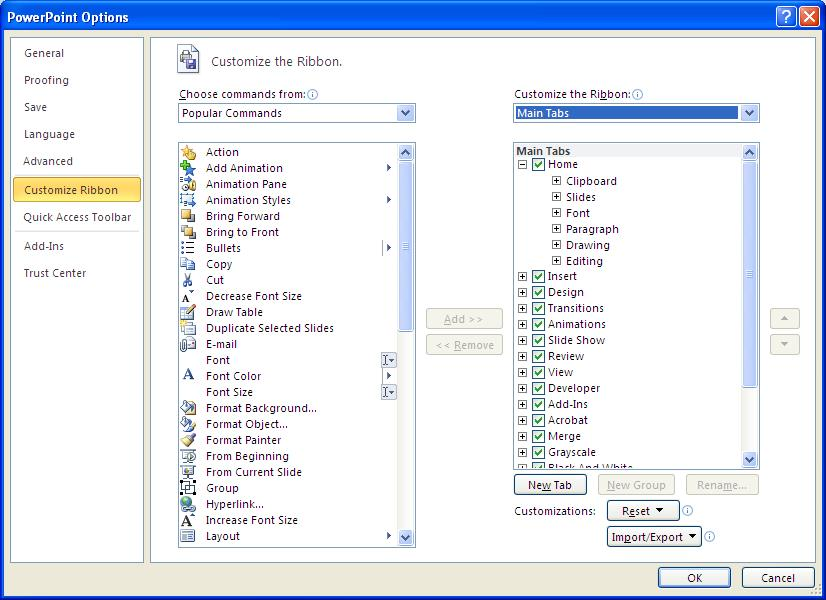 PowerPoint Options
General
Proofing
Save
Language
Advanced
Customize Ribbon
Quick Access Toolbar
Add-Ins
Trust Center
Customize the Ribbon.
Choose commands from:
Popular Commands
Action
Add Animation
Animation Pane
Animation Styles
Bring Forward
Bring to Front
Bullets
Copy
Cut
Decrease Font Size
Draw Table
Duplicate Selected Slides
E-mail
Font
Font Color
Font Size
Format Background...
Format Object...
Format Painter
From Beginning
From Current Slide
Group
Hyperlink...
Increase Font Size
Layout
Add >>
<< Remove
Customize the Ribbon:
Main Tabs
Main Tabs
Home
Clipboard
Slides
Font
Paragraph
Drawing
Editing
Insert
Design
Transitions
Animations
Slide Show
Review
View
Developer
Add-Ins
Acrobat
Merge
Grayscale
Black And White
New Tab
New Group
Rename...
Customizations:
Reset
Import/Export
OK
Cancel